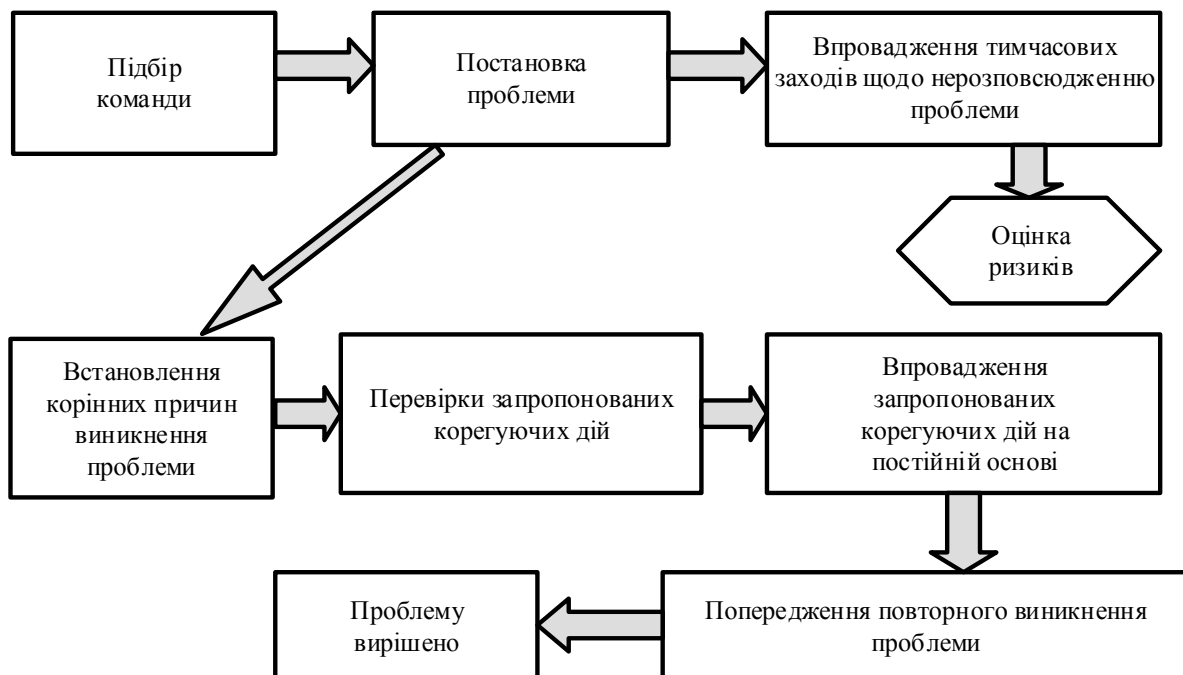 Підбір
команди
Постановка
проблеми
Впровадження тимчасових
заходів щодо нерозповсюдженню
проблеми
Оцінка
ризиків
Встановлення
корінних причин
виникнення
проблеми
Перевірки запропонованих
корегуючих дій
Впровадження
запропонованих
корегуючих дій на
постійній основі
Проблему
вирішено
Попередження повторного виникнення
проблеми